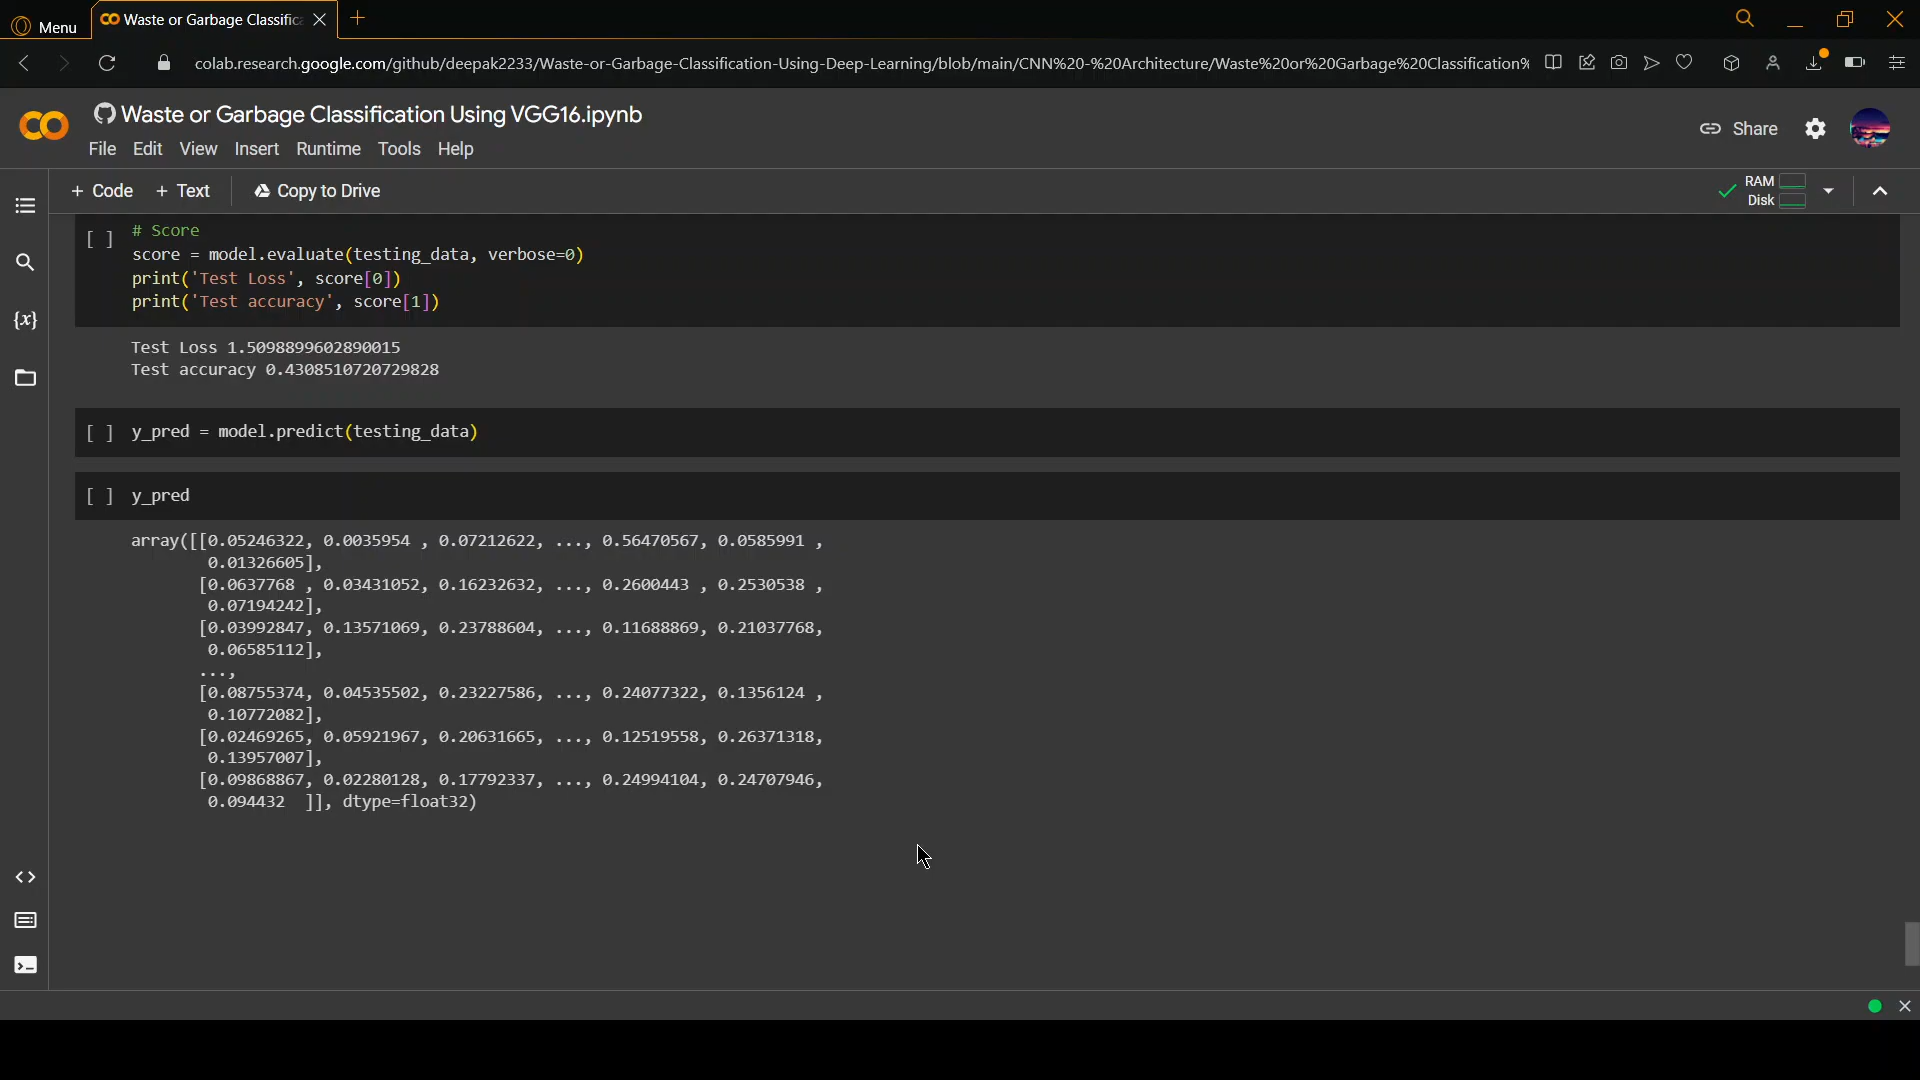 Menu
Waste or Garbage Classific
colab.research.google.com/github/deepak2233/Waste-or-Garbage-Classification-Using-Deep-Learning/blob/main/CNN%20-%20Architecture/Waste%20or%20Garbage%20Classification%
Waste or Garbage Classification Using VGG16.ipynb
File Edit View Insert Runtime Tools Help
Share
+ Code + Text Copy to Drive
RAM
Disk
{x}
[ ] # Score
score = model.evaluate(testing_data, verbose=0)
print('Test Loss', score[0])
print('Test accuracy', score[1])
Test Loss 1.5098899602890015
Test accuracy 0.4308510720729828
[ ] y_pred = model.predict(testing_data)
[ ] y_pred
array([[0.05246322, 0.0035954 , 0.07212622, ..., 0.56470567, 0.0585991 ,
0.01326605],
[0.0637768 , 0.03431052, 0.16232632, ..., 0.2600443 , 0.2530538 ,
0.07194242],
[0.03992847, 0.13571069, 0.23788604, ..., 0.11688869, 0.21037768,
0.06585112],
...,
[0.08755374, 0.04535502, 0.23227586, ..., 0.24077322, 0.1356124 ,
0.10772082],
[0.02469265, 0.05921967, 0.20631665, ..., 0.12519558, 0.26371318,
0.13957007],
[0.09868867, 0.02280128, 0.17792337, ..., 0.24994104, 0.24707946,
0.094432 ]], dtype=float32)